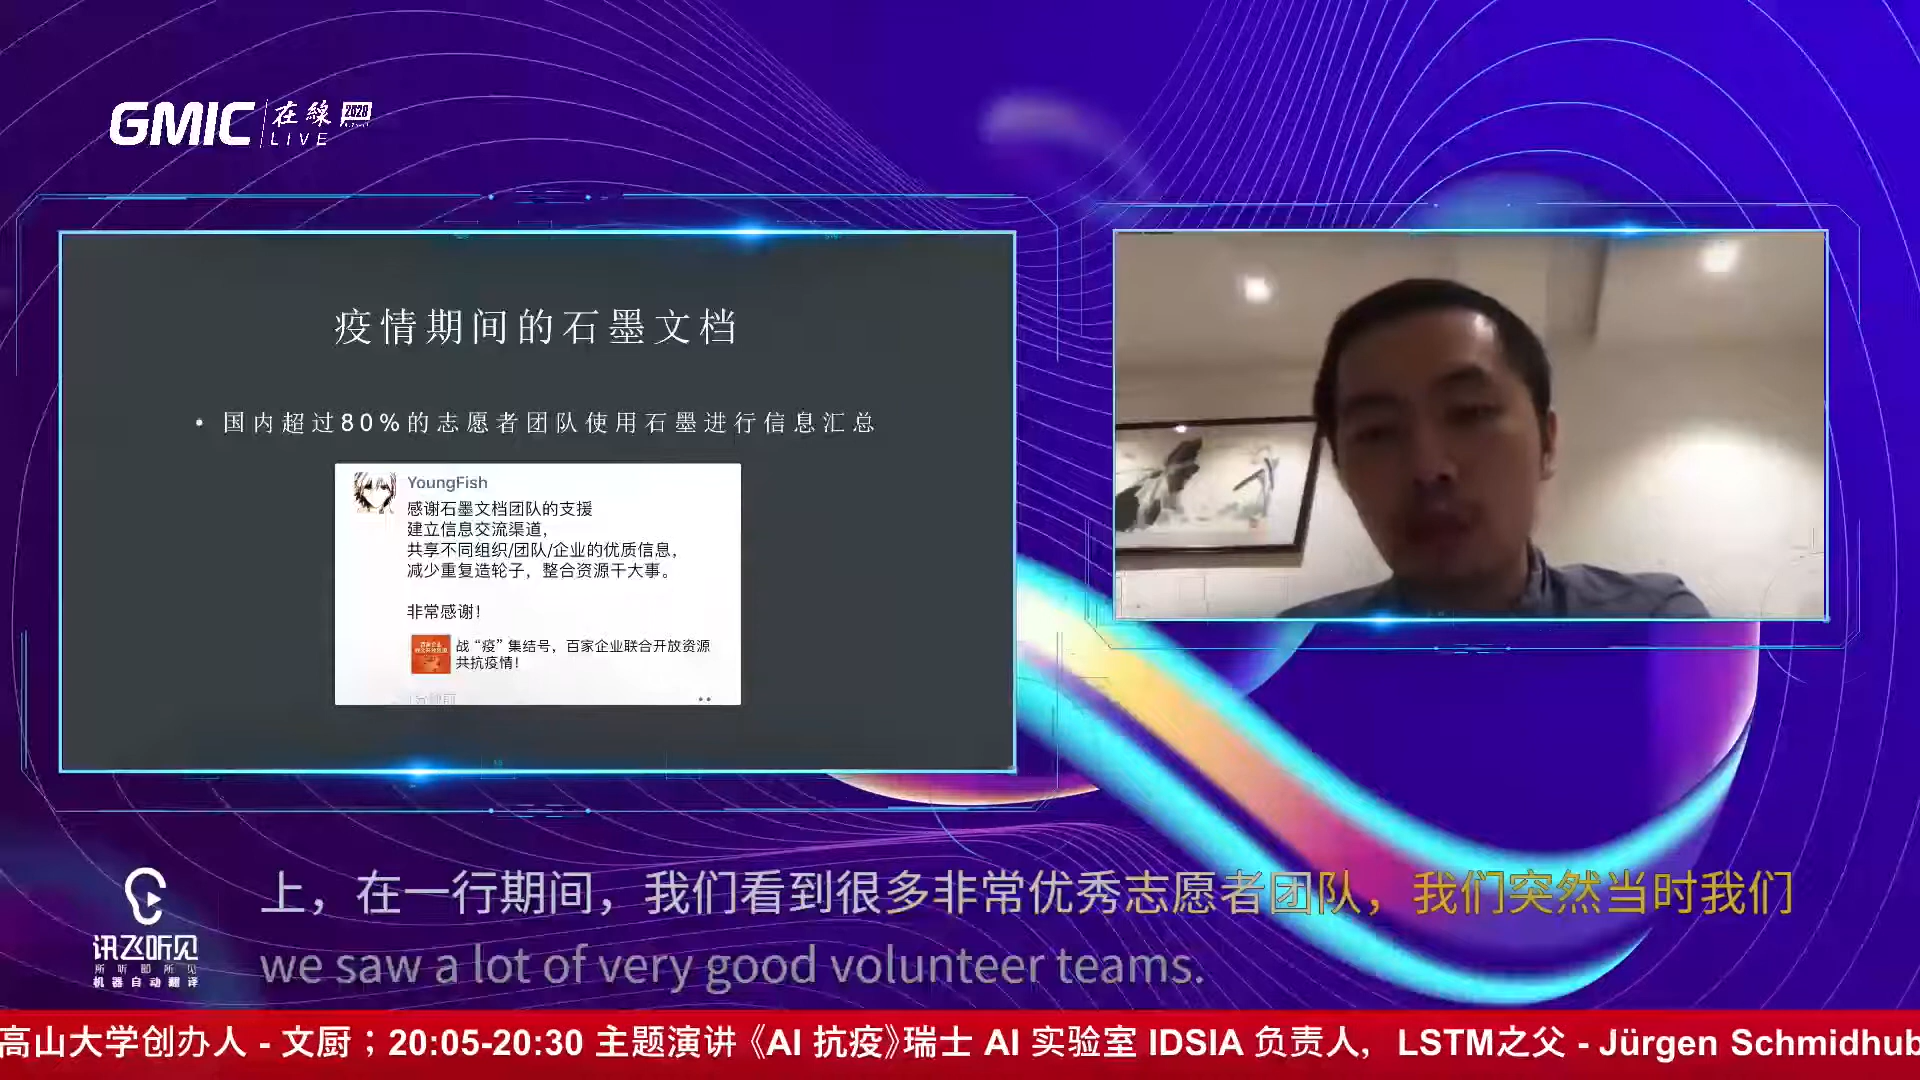 GMIC 在線 2020
LIVE
疫情期间的石墨文档
• 国内超过80%的志愿者团队使用石墨进行信息汇总
YoungFish
感谢石墨文档团队的支援
建立信息交流渠道，
共享不同组织/团队/企业的优质信息，
减少重复造轮子，整合资源干大事。
非常感谢！
战“疫”集结号，百家企业联合开放资源
共抗疫情！
上，在一行期间，我们看到很多非常优秀志愿者团队，我们突然当时我们
we saw a lot of very good volunteer teams.
讯飞听见
所听即所见
机器自动翻译
高山大学创办人 - 文厨；20:05-20:30 主题演讲《AI 抗疫》瑞士 AI 实验室 IDSIA 负责人，LSTM之父 - Jürgen Schmidhub